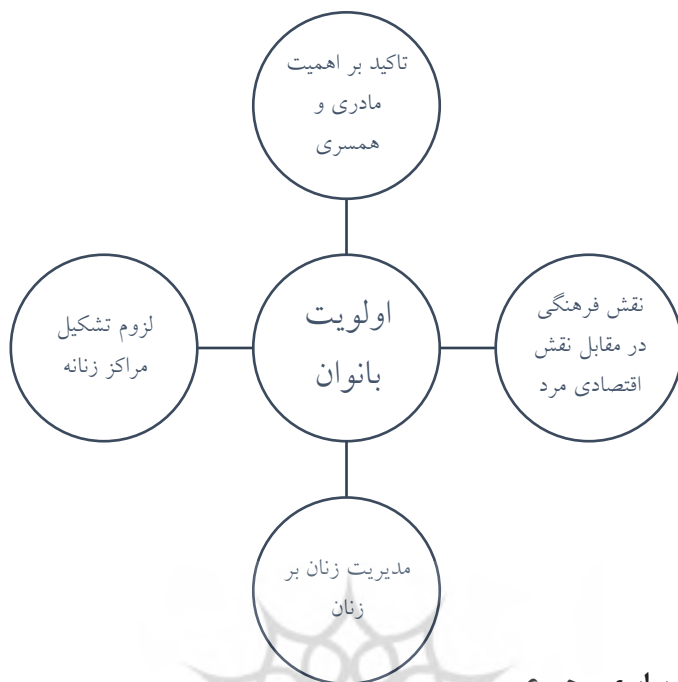 تاکید بر اهمیت
مادری و
همسری
نقش فرهنگی
در مقابل نقش
اقتصادی مرد
اولویت
بانوان
لزوم تشکیل
مراکز زنانه
مدیریت زنان بر
زنان